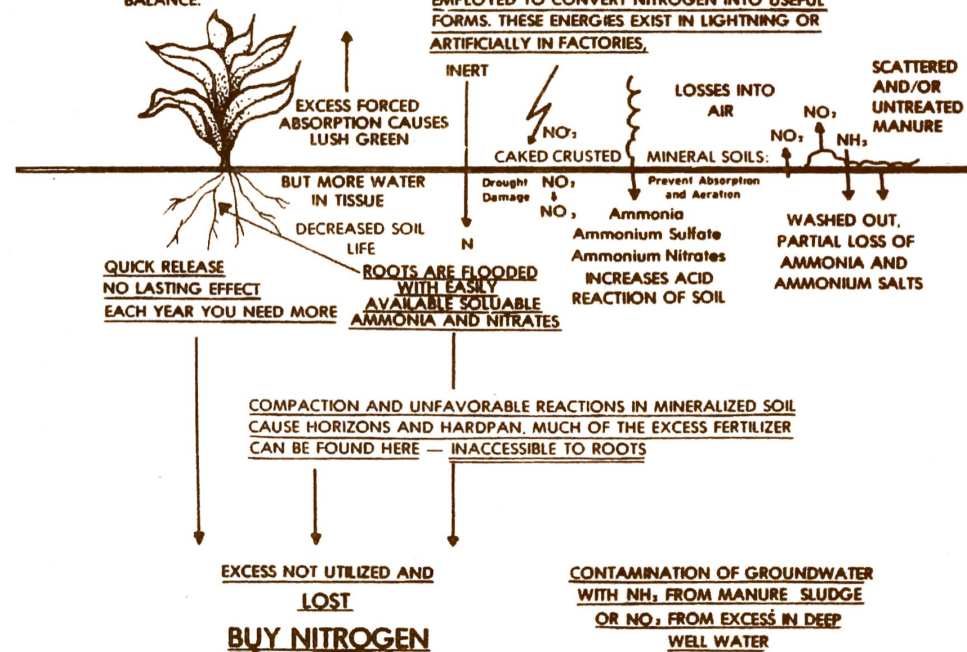 BALANCE.
EMPLOYED TO CONVERT NITROGEN INTO USEFUL
FORMS. THESE ENERGIES EXIST IN LIGHTNING OR
ARTIFICIALLY IN FACTORIES,
INERT
EXCESS FORCED
ABSORPTION CAUSES
LUSH GREEN
NO₂
CAKED CRUSTED
LOSSES INTO
AIR
MINERAL SOILS:
NO₂
NO₂
NH₃
SCATTERED
AND/OR
UNTREATED
MANURE
BUT MORE WATER
IN TISSUE
DECREASED SOIL
LIFE
N
Drought
Damage
NO₂
NO₃
Prevent Absorption
and Aeration
Ammonia
Ammonium Sulfate
Ammonium Nitrates
INCREASES ACID
REACTIION OF SOIL
WASHED OUT,
PARTIAL LOSS OF
AMMONIA AND
AMMONIUM SALTS
QUICK RELEASE
NO LASTING EFFECT
EACH YEAR YOU NEED MORE
ROOTS ARE FLOODED
WITH EASILY
AVAILABLE SOLUABLE
AMMONIA AND NITRATES
COMPACTION AND UNFAVORABLE REACTIONS IN MINERALIZED SOIL
CAUSE HORIZONS AND HARDPAN, MUCH OF THE EXCESS FERTILIZER
CAN BE FOUND HERE — INACCESSIBLE TO ROOTS
EXCESS NOT UTILIZED AND
LOST
BUY NITROGEN
CONTAMINATION OF GROUNDWATER
WITH NH₃ FROM MANURE SLUDGE
OR NO₃ FROM EXCESS IN DEEP
WELL WATER